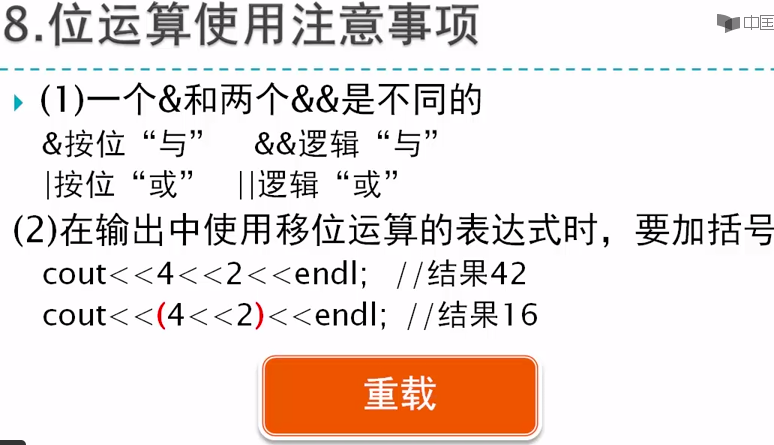 8.位运算使用注意事项
中国
(1)一个&和两个&&是不同的
&按位“与” &&逻辑“与”
|按位“或” ||逻辑“或”
(2)在输出中使用移位运算的表达式时，要加括号
cout<<4<<2<<endl; //结果42
cout<<(4<<2)<<endl; //结果16
重载